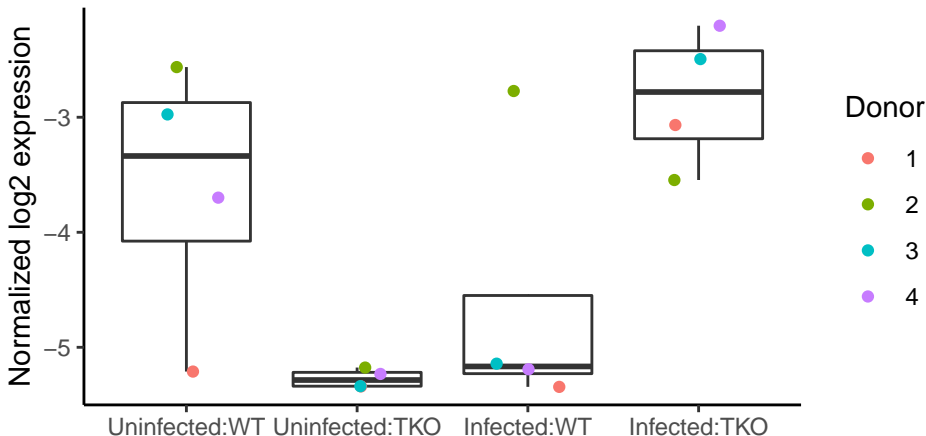 Normalized log2 expression
−3
−4
−5
Uninfected:WT
Uninfected:TKO
Infected:WT
Infected:TKO
Donor
1
2
3
4